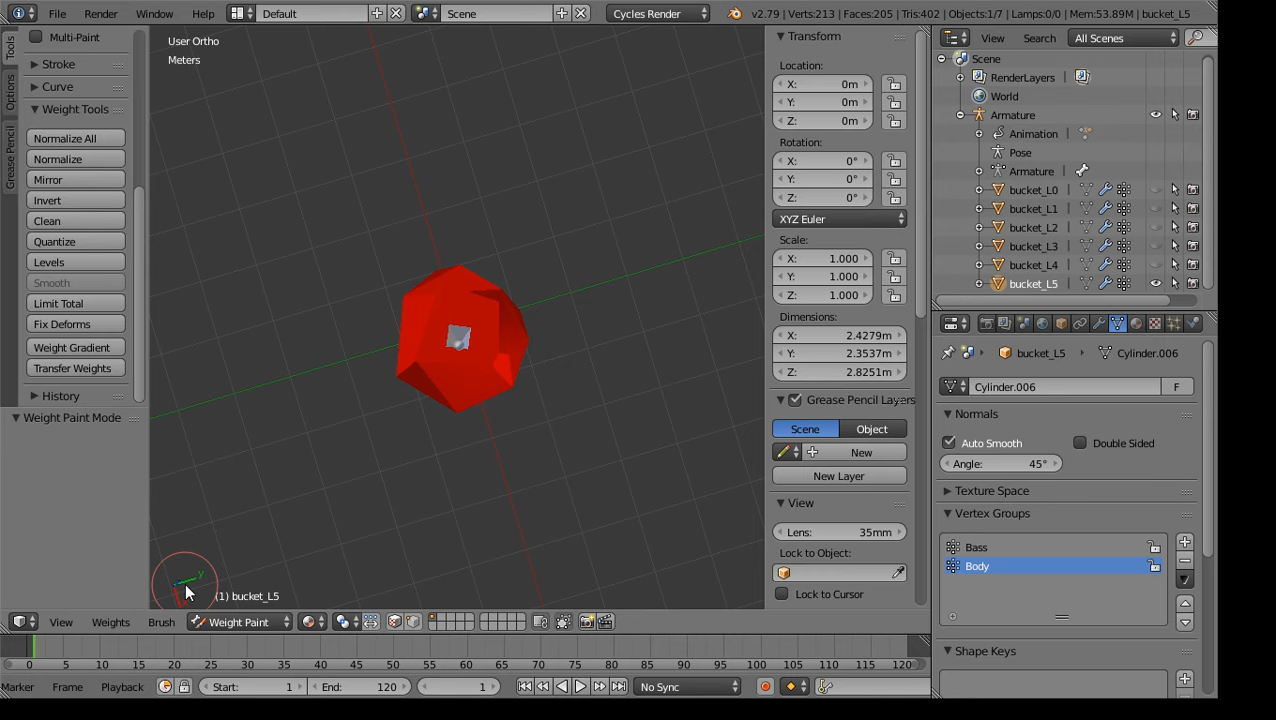 File Render Window Help Default Scene Cycles Render v2.79 | Verts:213 | Faces:205 | Tris:402 | Objects:1/7 | Lamps:0/0 | Mem:53.89M | bucket_L5
Tools
Options
Grease Pencil
Multi-Paint
Stroke
Curve
Weight Tools
Normalize All
Normalize
Mirror
Invert
Clean
Quantize
Levels
Smooth
Limit Total
Fix Deforms
Weight Gradient
Transfer Weights
History
Weight Paint Mode
User Ortho
Meters
y
(1) bucket_L5
Transform
Location:
X: 0m
Y: 0m
Z: 0m
Rotation:
X: 0°
Y: 0°
Z: 0°
XYZ Euler
Scale:
X: 1.000
Y: 1.000
Z: 1.000
Dimensions:
X: 2.4279m
Y: 2.3537m
Z: 2.8251m
Grease Pencil Layers
Scene Object
New
New Layer
View
Lens: 35mm
Lock to Object:
Lock to Cursor
View Search All Scenes
Scene
RenderLayers
World
Armature
Animation
Pose
Armature
bucket_L0
bucket_L1
bucket_L2
bucket_L3
bucket_L4
bucket_L5
bucket_L5 Cylinder.006
Cylinder.006 F
Normals
Auto Smooth Double Sided
Angle: 45°
Texture Space
Vertex Groups
Bass
Body
Shape Keys
View Weights Brush Weight Paint
0 5 10 15 20 25 30 35 40 45 50 55 60 65 70 75 80 85 90 95 100 105 110 115 120
Marker Frame Playback Start: 1 End: 120 1 No Sync